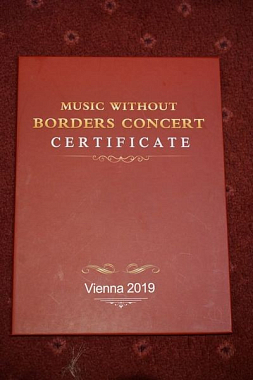 MUSIC WITHOUT
BORDERS CONCERT
CERTIFICATE
Vienna 2019